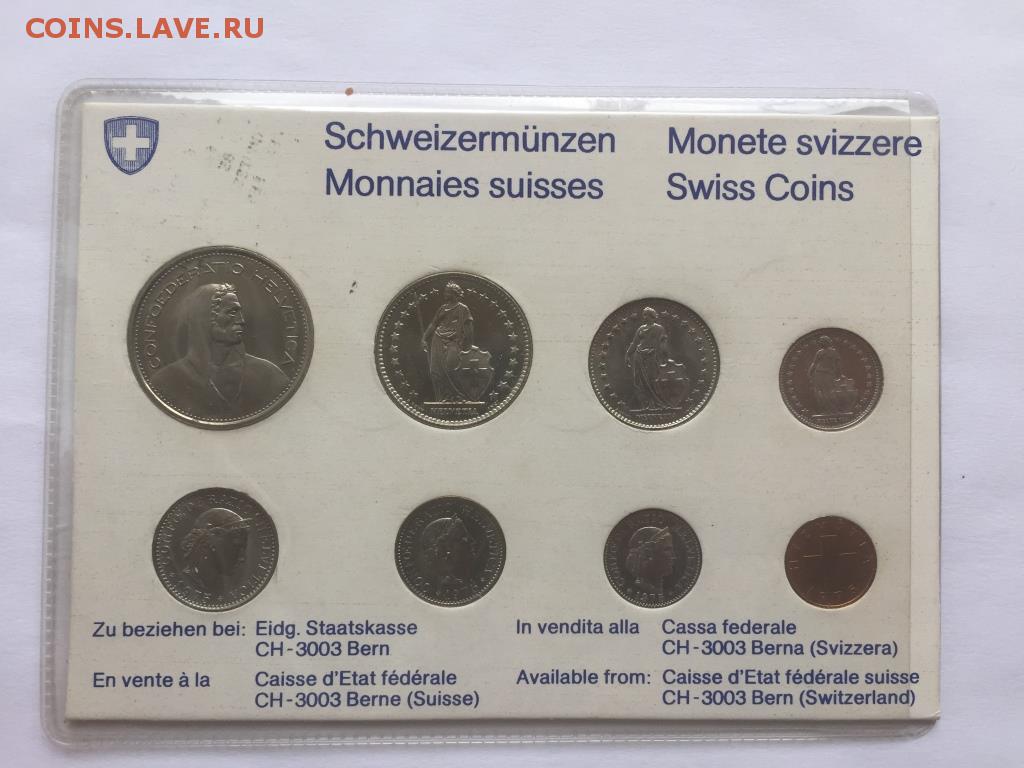 COINS.LAVE.RU
Schweizermünzen
Monnaies suisses
Monete svizzere
Swiss Coins
CONFOEDERATIO HELVETICA
HELVETIA
Zu beziehen bei: Eidg. Staatskasse
CH-3003 Bern
En vente à la Caisse d'Etat fédérale
CH-3003 Berne (Suisse)
In vendita alla Cassa federale
CH-3003 Berna (Svizzera)
Available from: Caisse d'Etat fédérale suisse
CH-3003 Bern (Switzerland)